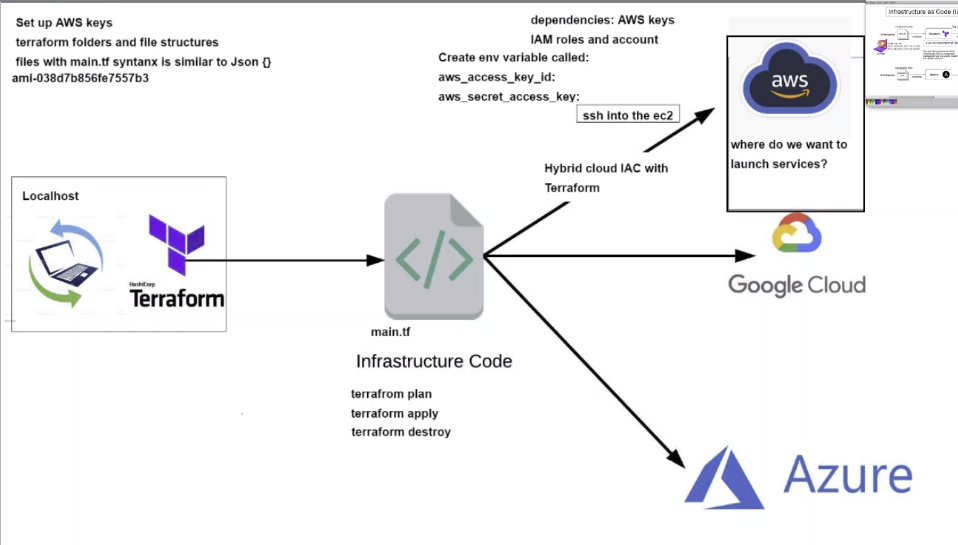 Set up AWS keys
terraform folders and file structures
files with main.tf syntanx is similar to Json {}
ami-038d7b856fe7557b3
dependencies: AWS keys
IAM roles and account
Create env variable called:
aws_access_key_id:
aws_secret_access_key:
ssh into the ec2
aws
where do we want to
launch services?
Infrastructure as Code (
Hybrid cloud IAC with
Terraform
Localhost
HashiCorp
Terraform
main.tf
Infrastructure Code
terrafrom plan
terraform apply
terraform destroy
Google Cloud
Azure